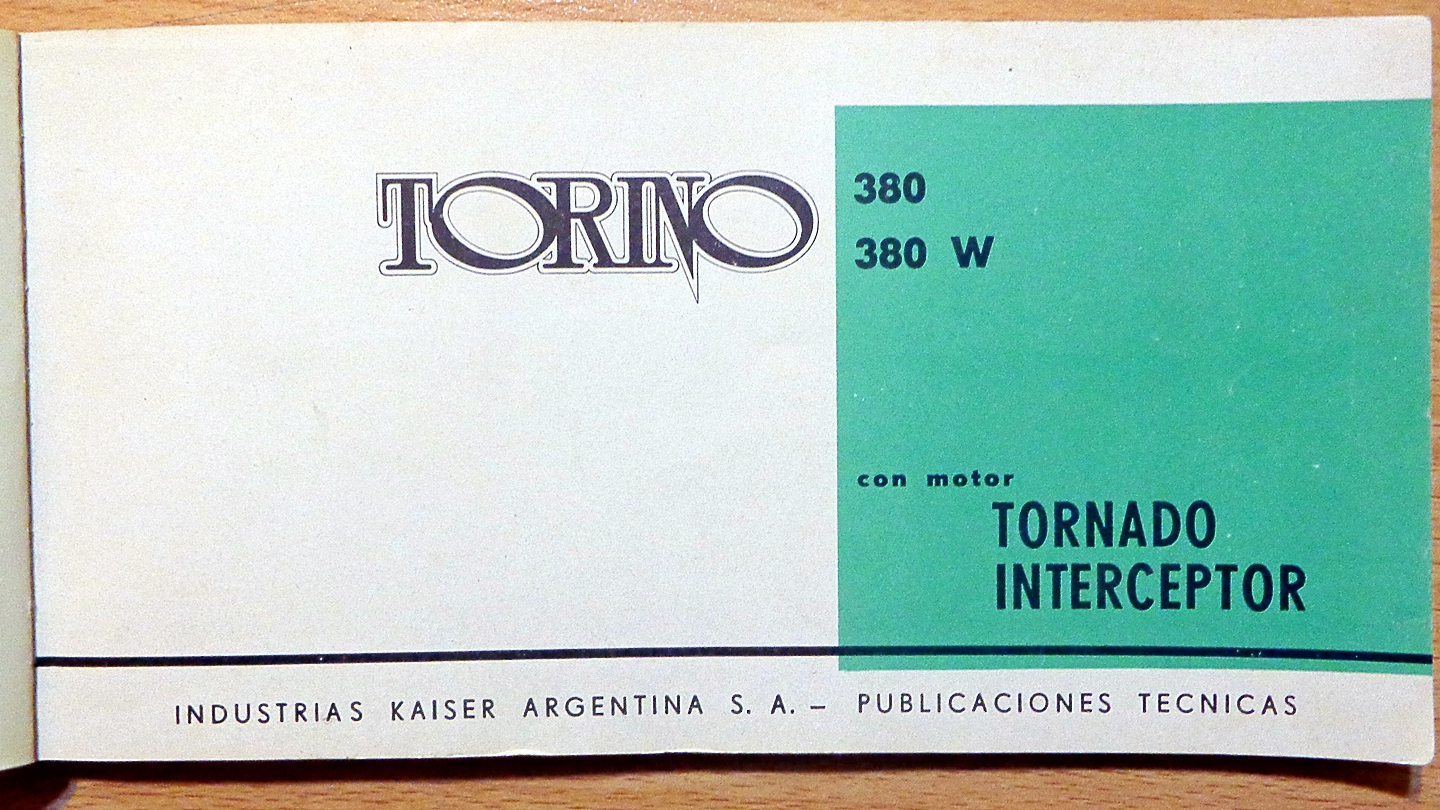 TORINO
380
380 W
con motor
TORNADO
INTERCEPTOR
INDUSTRIAS KAISER ARGENTINA S. A. – PUBLICACIONES TECNICAS